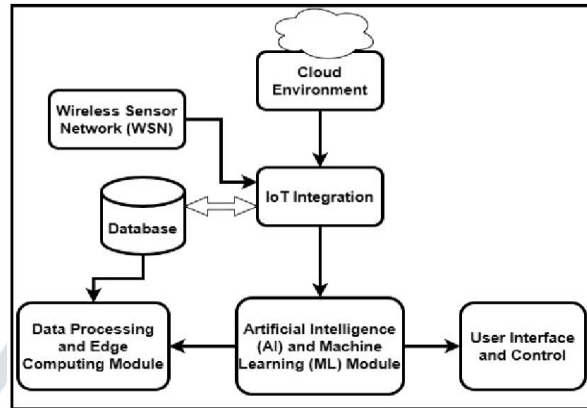 Cloud
Environment
Wireless Sensor
Network (WSN)
IoT Integration
Database
Data Processing
and Edge
Computing Module
Artificial Intelligence
(AI) and Machine
Learning (ML) Module
User Interface
and Control